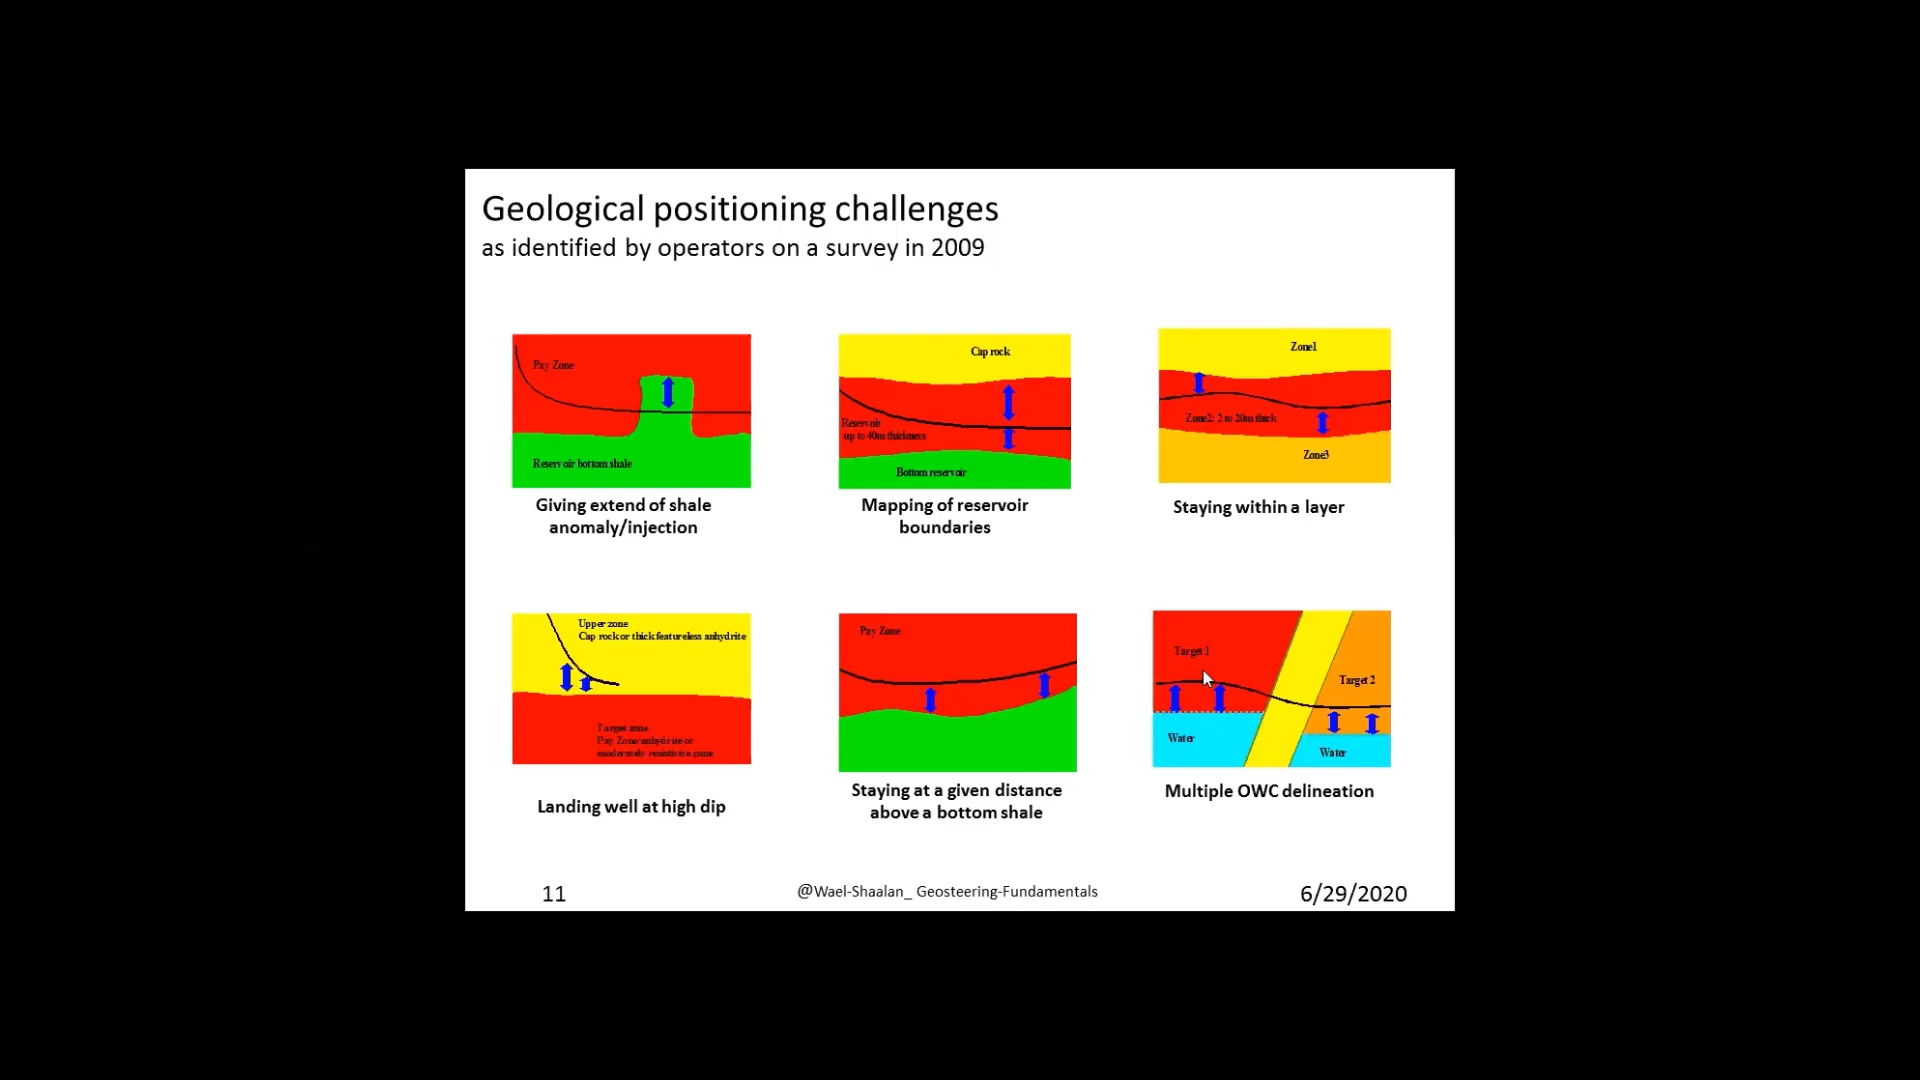 Geological positioning challenges
as identified by operators on a survey in 2009
Pay Zone
Reservoir bottom shale
Giving extend of shale
anomaly/injection
Cap rock
Reservoir
up to 40m thickness
Bottom reservoir
Mapping of reservoir
boundaries
Zone1
Zone2: 2 to 20m thick
Zone3
Staying within a layer
Upper zone
Cap rock or thick featureless anhydrite
Target zone
Pay Zone/anhydrite or
moderately resistivie zone
Landing well at high dip
Pay Zone
Staying at a given distance
above a bottom shale
Target 1
Target 2
Water
Water
Multiple OWC delineation
11
@Wael-Shaalan_ Geosteering-Fundamentals
6/29/2020